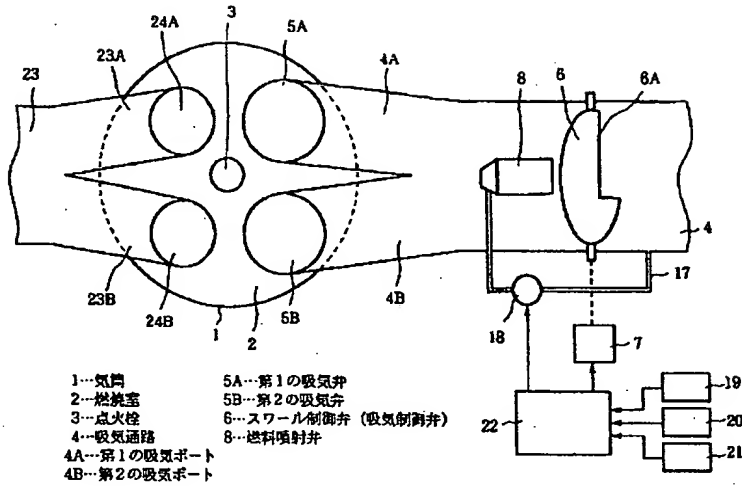 3
24A
5A
23A
4A
6
6A
23
8
4
23B
24B
1
2
5B
4B
18
17
7
22
19
20
21
1…気筒
2…燃焼室
3…点火栓
4…吸気通路
4A…第1の吸気ポート
4B…第2の吸気ポート
5A…第1の吸気弁
5B…第2の吸気弁
6…スワール制御弁（吸気制御弁）
8…燃料噴射弁